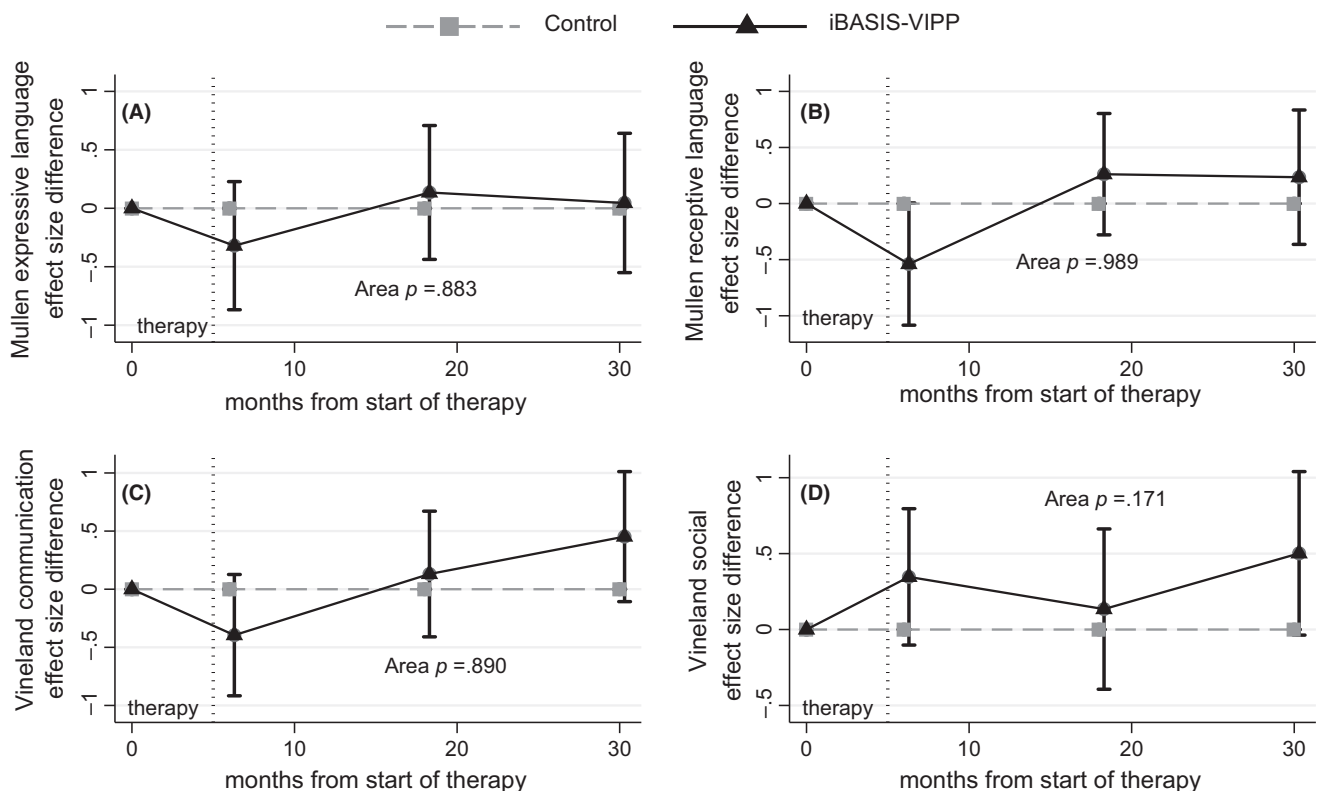 Control iBASIS-VIPP
Mullen expressive language
effect size difference
(A)
1
.5
0
-.5
-1
Area p =.883
therapy
0 10 20 30
months from start of therapy
Mullen receptive language
effect size difference
(B)
1
.5
0
-.5
-1
Area p =.989
therapy
0 10 20 30
months from start of therapy
Vineland communication
effect size difference
(C)
1
.5
0
-.5
-1
Area p =.890
therapy
0 10 20 30
months from start of therapy
Vineland social
effect size difference
(D)
1
.5
0
-.5
Area p =.171
therapy
0 10 20 30
months from start of therapy